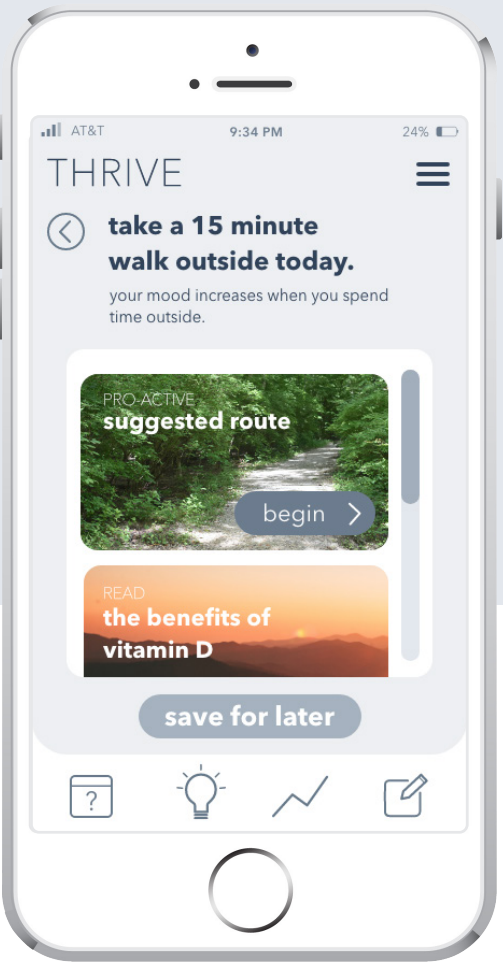 AT&T 9:34 PM 24%
THRIVE
take a 15 minute
walk outside today.
your mood increases when you spend
time outside.
PRO-ACTIVE
suggested route
begin
READ
the benefits of
vitamin D
save for later
?